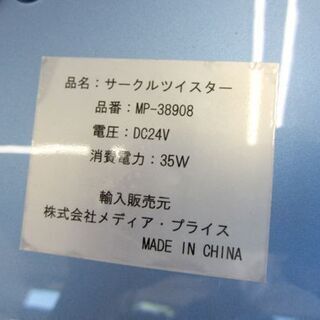 品名：サークルツイスター
品番：MP-38908
電圧：DC24V
消費電力：35W
輸入販売元
株式会社メディア・プライス
MADE IN CHINA